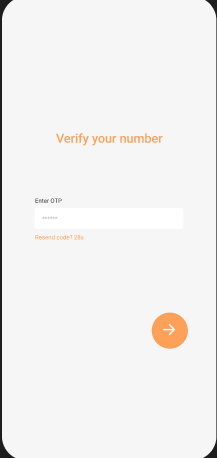 Verify your number
Enter OTP
******
Resend code? 28s